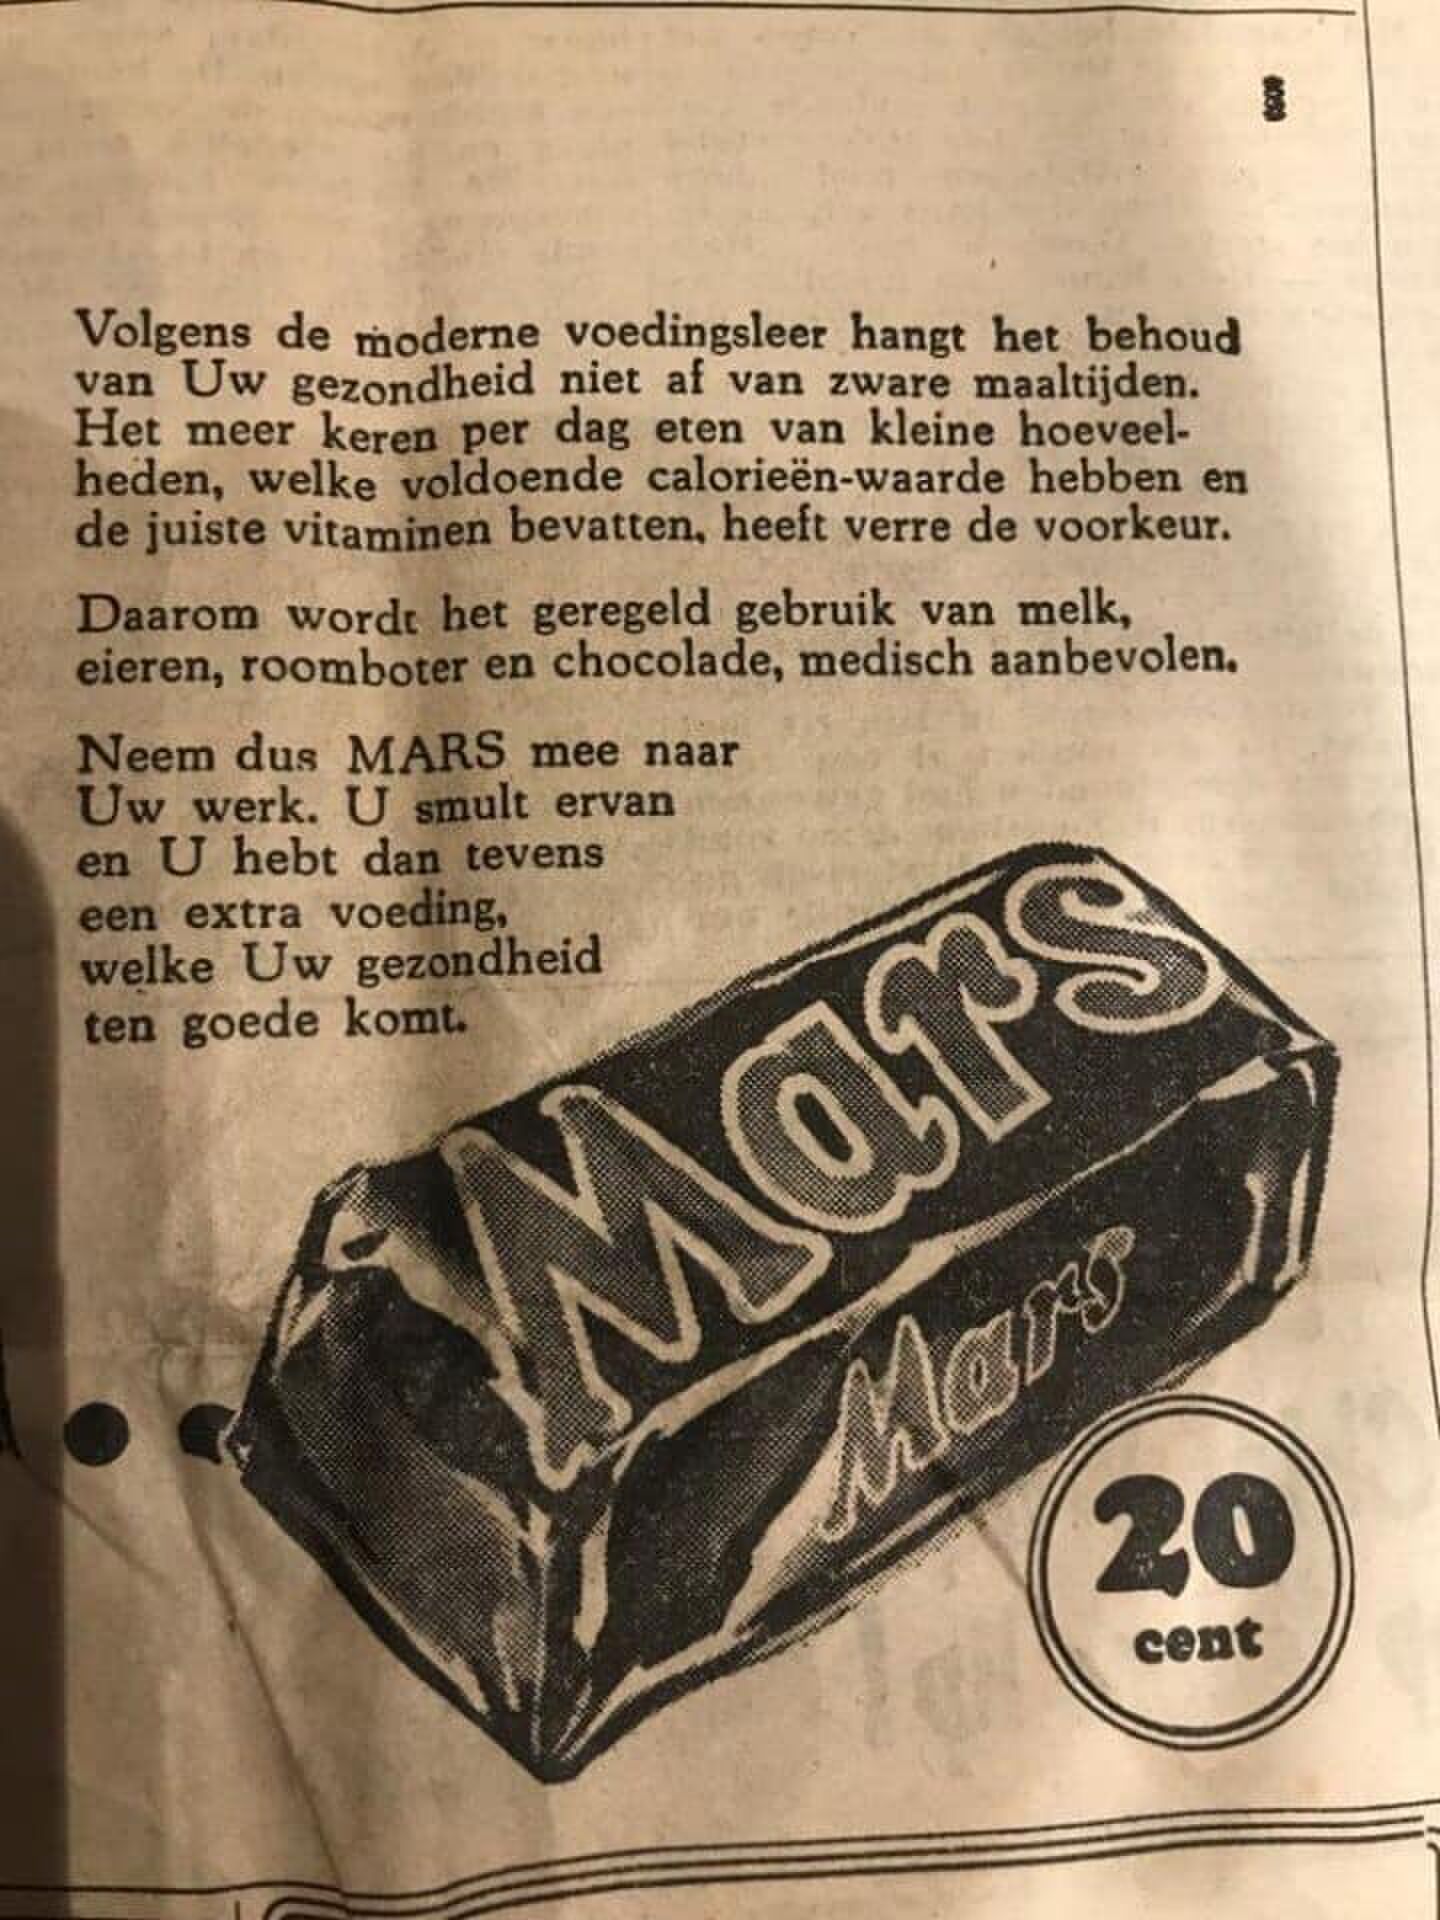 Volgens de moderne voedingsleer hangt het behoud
van Uw gezondheid niet af van zware maaltijden.
Het meer keren per dag eten van kleine hoeveel-
heden, welke voldoende calorieën-waarde hebben en
de juiste vitaminen bevatten, heeft verre de voorkeur.
Daarom wordt het geregeld gebruik van melk,
eieren, roomboter en chocolade, medisch aanbevolen.
Neem dus MARS mee naar
Uw werk. U smult ervan
en U hebt dan tevens
een extra voeding,
welke Uw gezondheid
ten goede komt.
Mars
Mars
20
cent